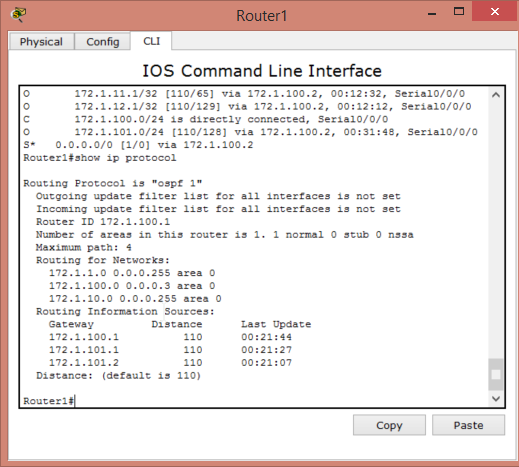 Router1
Physical Config CLI
IOS Command Line Interface
O 172.1.11.1/32 [110/65] via 172.1.100.2, 00:12:32, Serial0/0/0
O 172.1.12.1/32 [110/129] via 172.1.100.2, 00:12:12, Serial0/0/0
C 172.1.100.0/24 is directly connected, Serial0/0/0
O 172.1.101.0/24 [110/128] via 172.1.100.2, 00:31:48, Serial0/0/0
S* 0.0.0.0/0 [1/0] via 172.1.100.2
Router1#show ip protocol
Routing Protocol is "ospf 1"
Outgoing update filter list for all interfaces is not set
Incoming update filter list for all interfaces is not set
Router ID 172.1.100.1
Number of areas in this router is 1. 1 normal 0 stub 0 nssa
Maximum path: 4
Routing for Networks:
172.1.1.0 0.0.0.255 area 0
172.1.100.0 0.0.0.3 area 0
172.1.10.0 0.0.0.255 area 0
Routing Information Sources:
Gateway Distance Last Update
172.1.100.1 110 00:21:44
172.1.101.1 110 00:21:27
172.1.101.2 110 00:21:07
Distance: (default is 110)
Router1#
Copy Paste